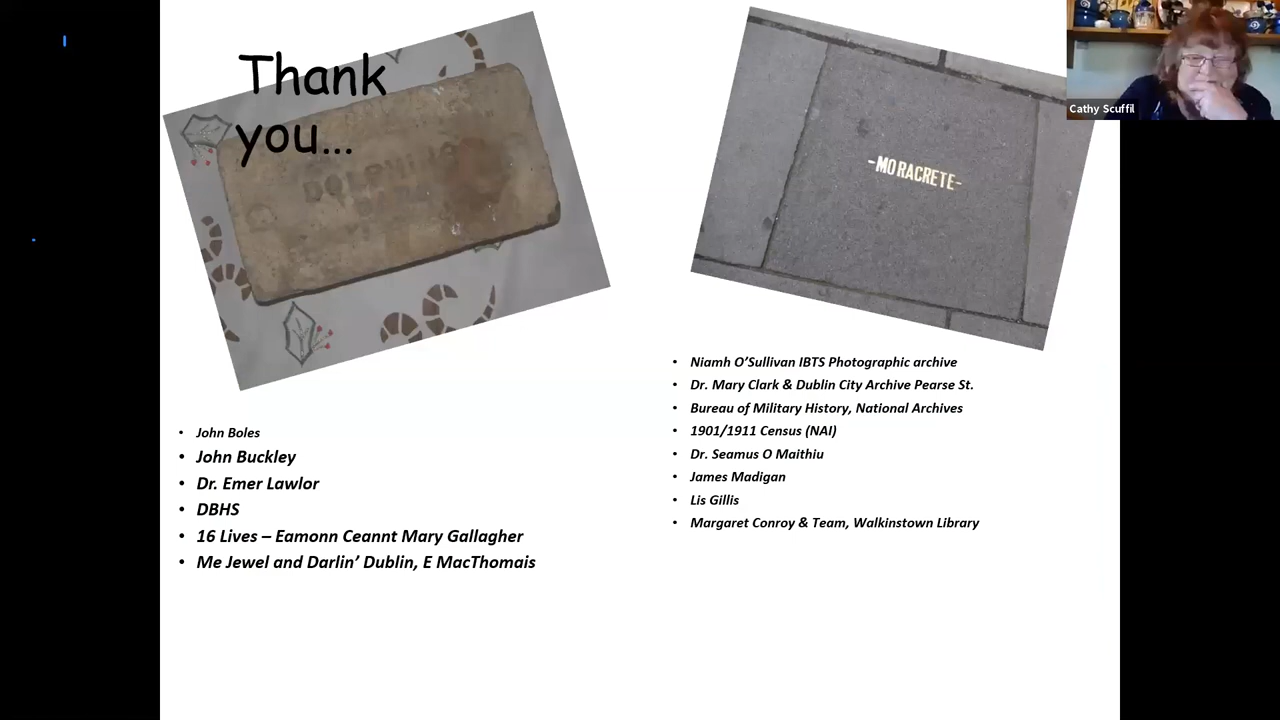 Thank
you...
DOLPHIN
-MORACRETE-
Cathy Scuffil
John Boles
John Buckley
Dr. Emer Lawlor
DBHS
16 Lives – Eamonn Ceannt Mary Gallagher
Me Jewel and Darlin’ Dublin, E MacThomais
Niamh O’Sullivan IBTS Photographic archive
Dr. Mary Clark & Dublin City Archive Pearse St.
Bureau of Military History, National Archives
1901/1911 Census (NAI)
Dr. Seamus O Maithiu
James Madigan
Lis Gillis
Margaret Conroy & Team, Walkinstown Library